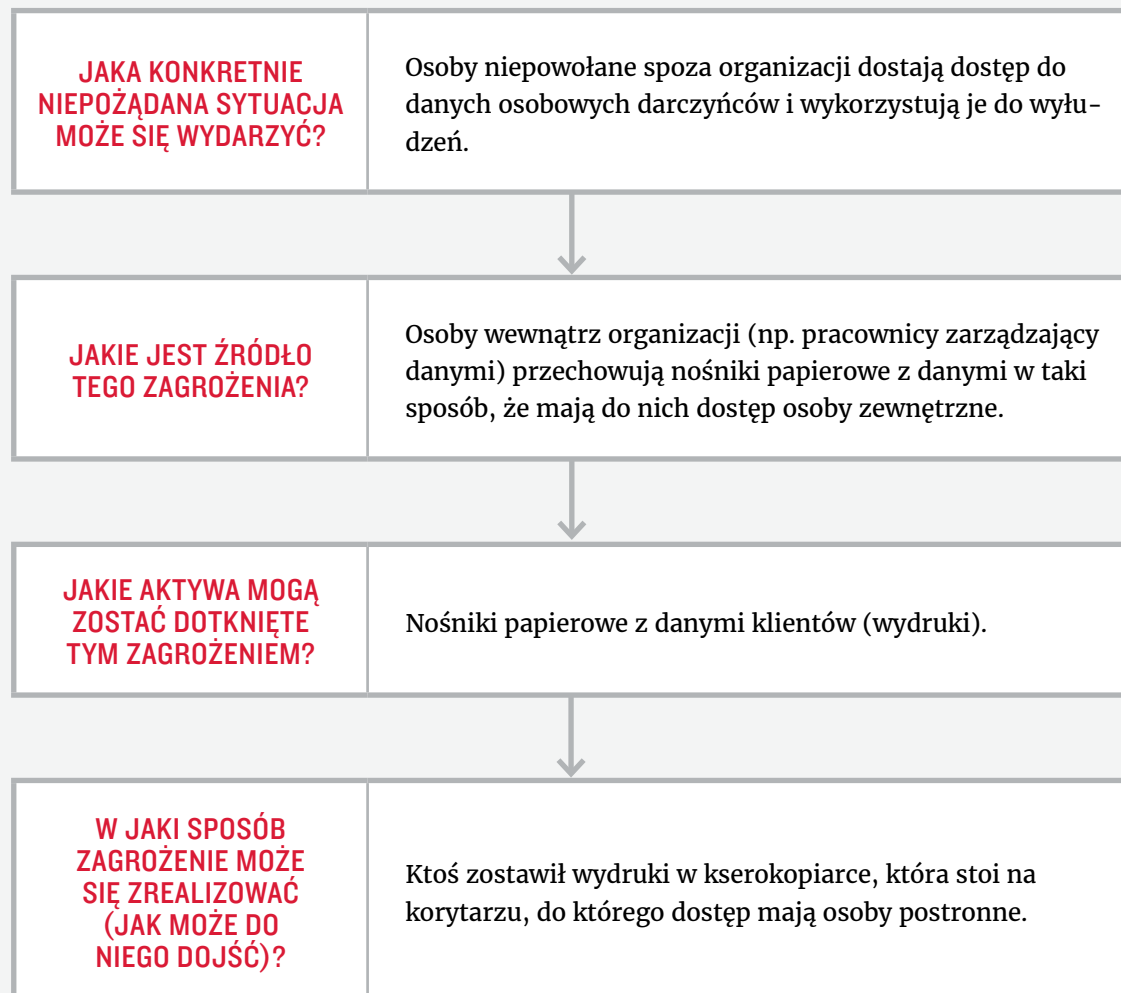 JAKA KONKRETNIE
NIEPOŻĄDANA SYTUACJA
MOŻE SIĘ WYDARZYĆ?
Osoby niepowołane spoza organizacji dostają dostęp do
danych osobowych darczyńców i wykorzystują je do wyłu-
dzeń.
JAKIE JEST ŹRÓDŁO
TEGO ZAGROŻENIA?
Osoby wewnątrz organizacji (np. pracownicy zarządzający
danymi) przechowują nośniki papierowe z danymi w taki
sposób, że mają do nich dostęp osoby zewnętrzne.
JAKIE AKTYWA MOGĄ
ZOSTAĆ DOTKNIĘTE
TYM ZAGROŻENIEM?
Nośniki papierowe z danymi klientów (wydruki).
W JAKI SPOSÓB
ZAGROŻENIE MOŻE
SIĘ ZREALIZOWAĆ
(JAK MOŻE DO
NIEGO DOJŚĆ)?
Ktoś zostawił wydruki w kserokopiarce, która stoi na
korytarzu, do którego dostęp mają osoby postronne.